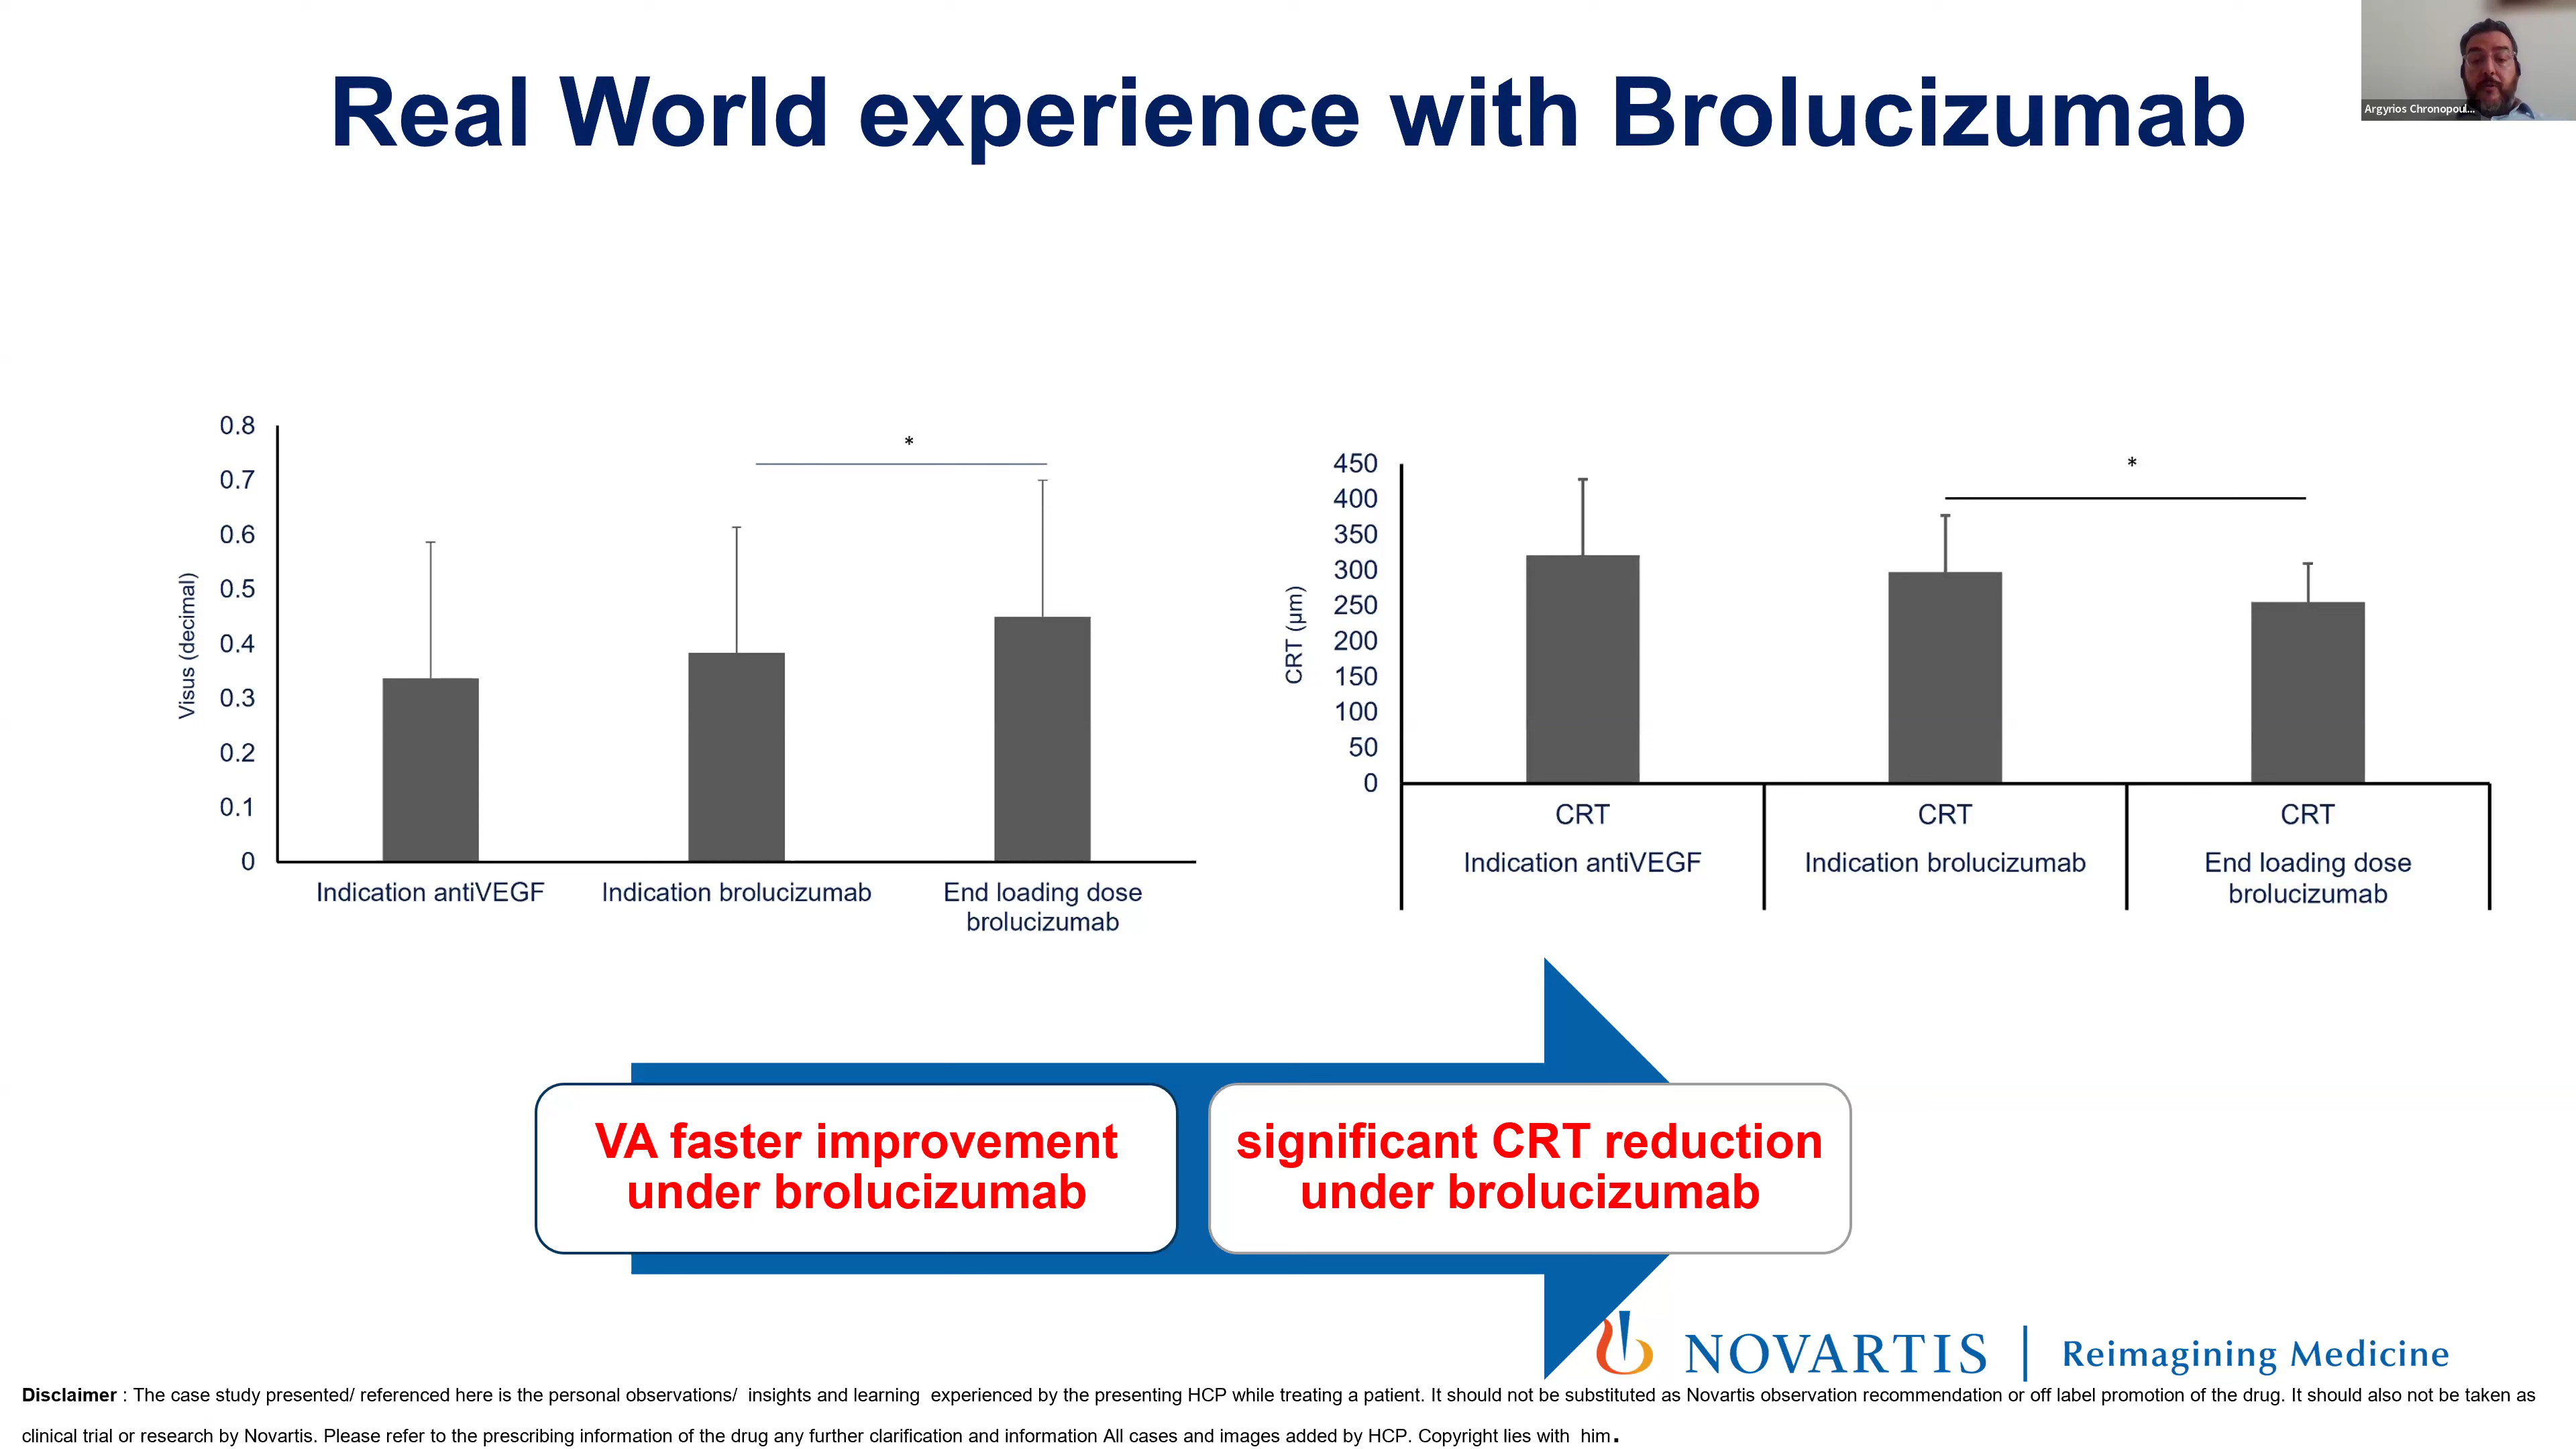 Real World experience with Brolucizumab
Argyrios Chronopoul...
0.8
0.7
0.6
0.5
0.4
0.3
0.2
0.1
0
Visus (decimal)
*
Indication antiVEGF
Indication brolucizumab
End loading dose
brolucizumab
450
400
350
300
250
200
150
100
50
0
CRT (µm)
*
CRT
Indication antiVEGF
CRT
Indication brolucizumab
CRT
End loading dose
brolucizumab
VA faster improvement
under brolucizumab
significant CRT reduction
under brolucizumab
NOVARTIS | Reimagining Medicine
Disclaimer : The case study presented/ referenced here is the personal observations/ insights and learning experienced by the presenting HCP while treating a patient. It should not be substituted as Novartis observation recommendation or off label promotion of the drug. It should also not be taken as
clinical trial or research by Novartis. Please refer to the prescribing information of the drug any further clarification and information All cases and images added by HCP. Copyright lies with him.